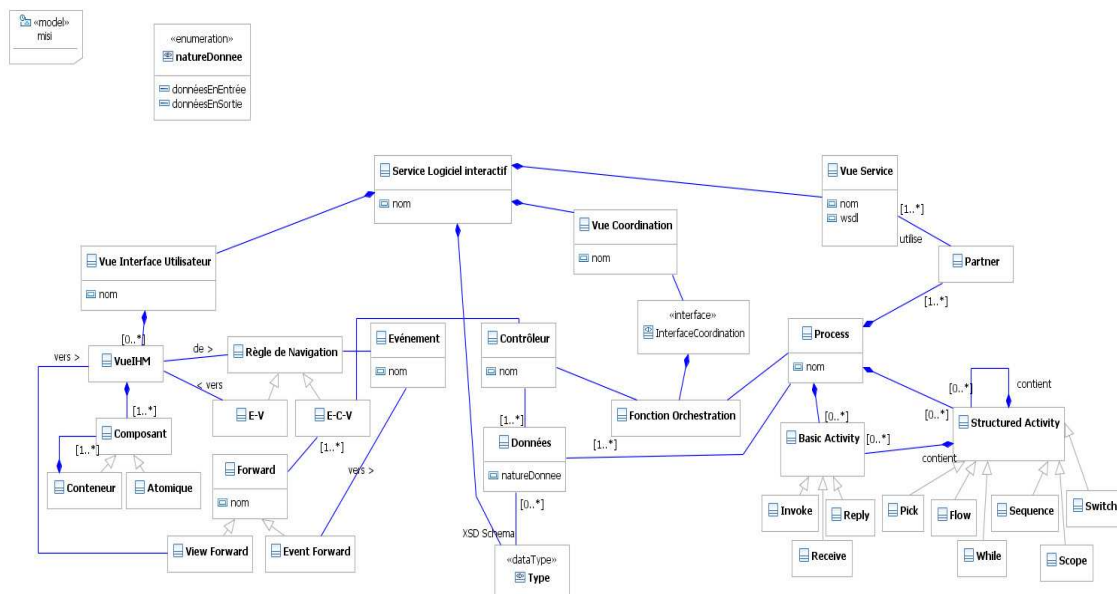 «model»
misi
«enumeration»
natureDonnee
donnéesEnEntrée
donnéesEnSortie
Service Logiciel interactif
nom
Vue Service
nom
wsdl
[1..*]
utilise
Vue Coordination
nom
Vue Interface Utilisateur
nom
Partner
[1..*]
«interface»
InterfaceCoordination
[0..*]
vers >
VueIHM
de >
Règle de Navigation
Evénement
nom
Contrôleur
Process
nom
< vers
E-V
E-C-V
[1..*]
Fonction Orchestration
contient
[0..*]
[0..*]
Structured Activity
[1..*]
Composant
[1..*]
[1..*]
Données
natureDonnee
[1..*]
[0..*]
Basic Activity
[0..*]
contient
Conteneur
Atomique
Forward
nom
vers >
[0..*]
Invoke
Reply
Receive
Pick
Flow
Sequence
Switch
While
Scope
View Forward
Event Forward
XSD Schema
«dataType»
Type